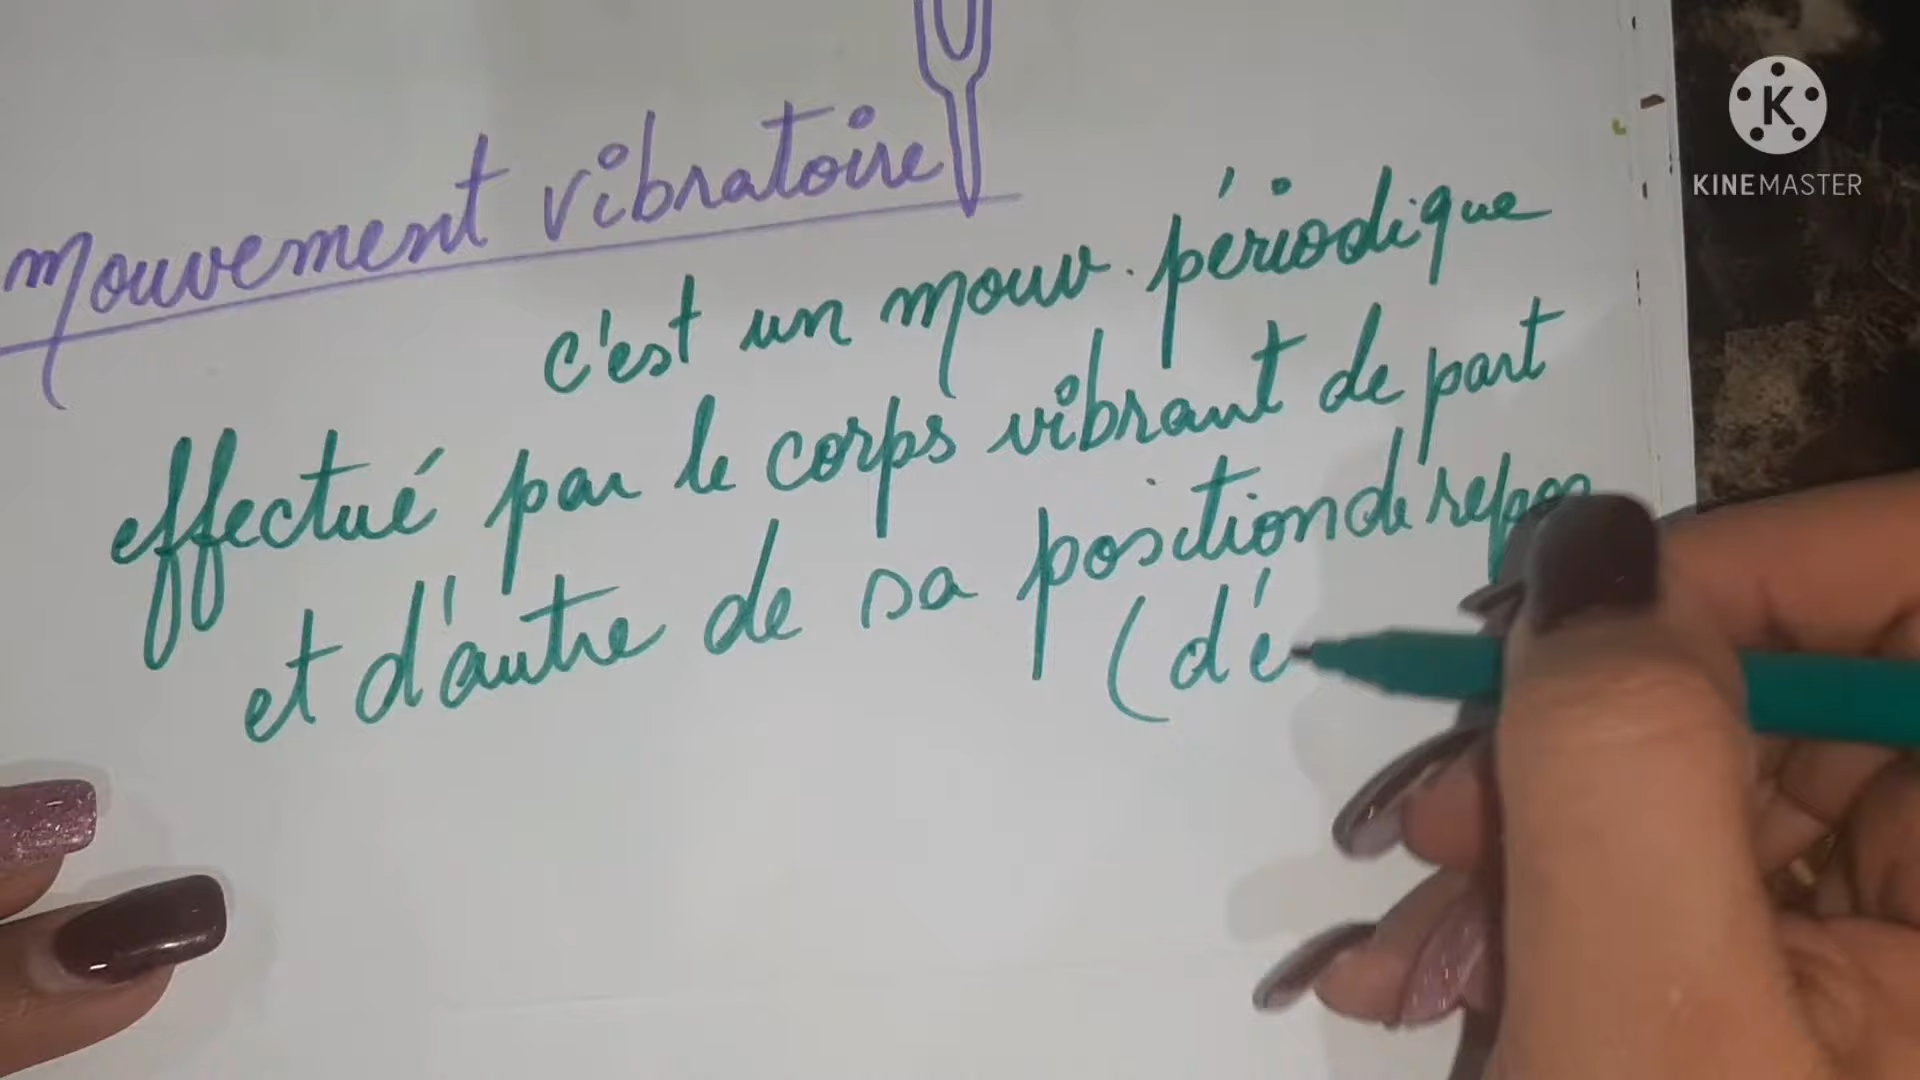 Mouvement vibratoire
c'est un mouv. périodique
effectué par le corps vibrant de part
et d'autre de sa position de repos
(d'é
K
KINEMASTER